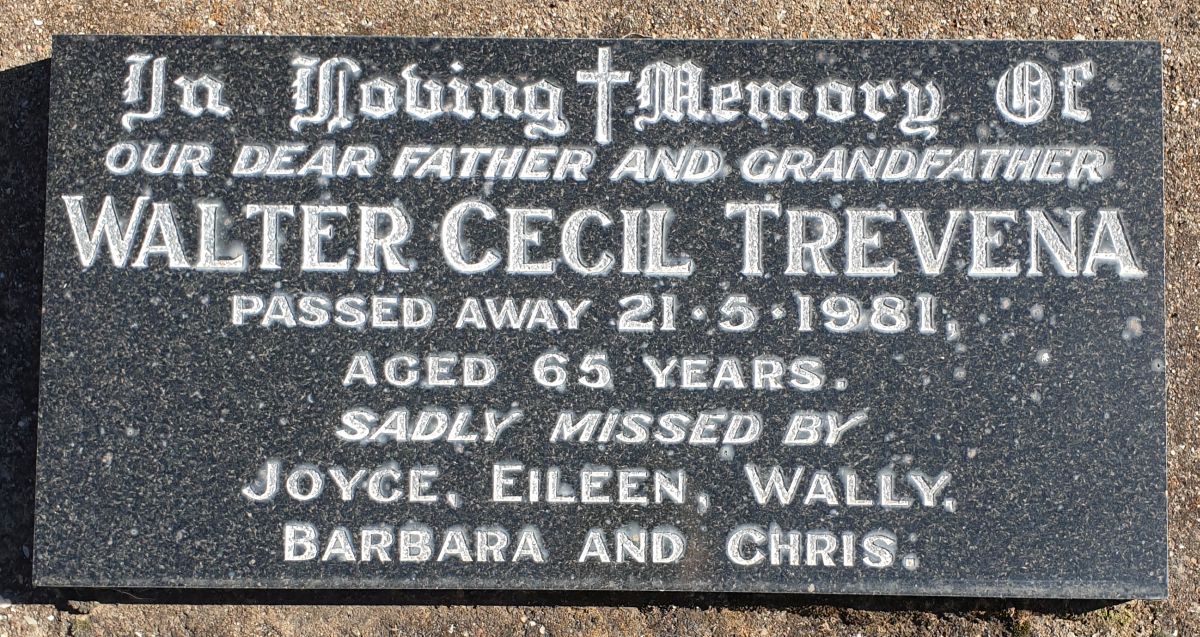 In Loving Memory Of
OUR DEAR FATHER AND GRANDFATHER
WALTER CECIL TREVENA
PASSED AWAY 21·5·1981,
AGED 65 YEARS.
SADLY MISSED BY
JOYCE, EILEEN, WALLY,
BARBARA AND CHRIS.